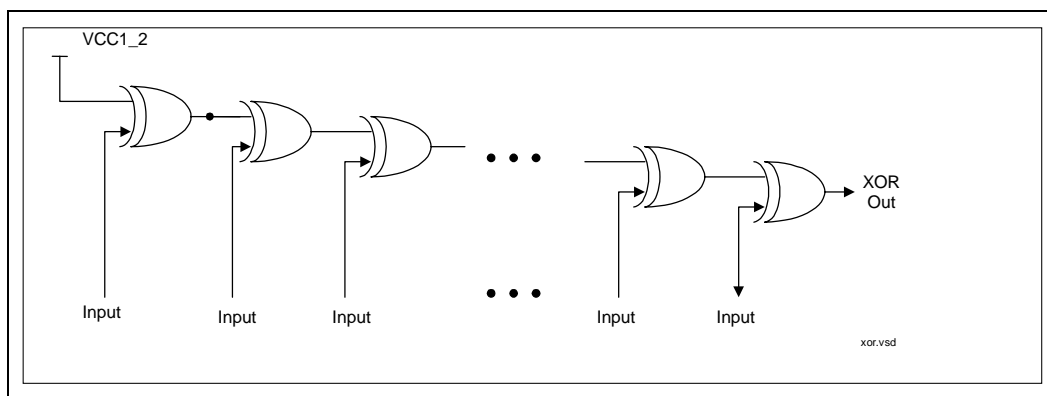 VCC1_2
XOR
Out
Input
Input
Input
Input
Input
xor.vsd